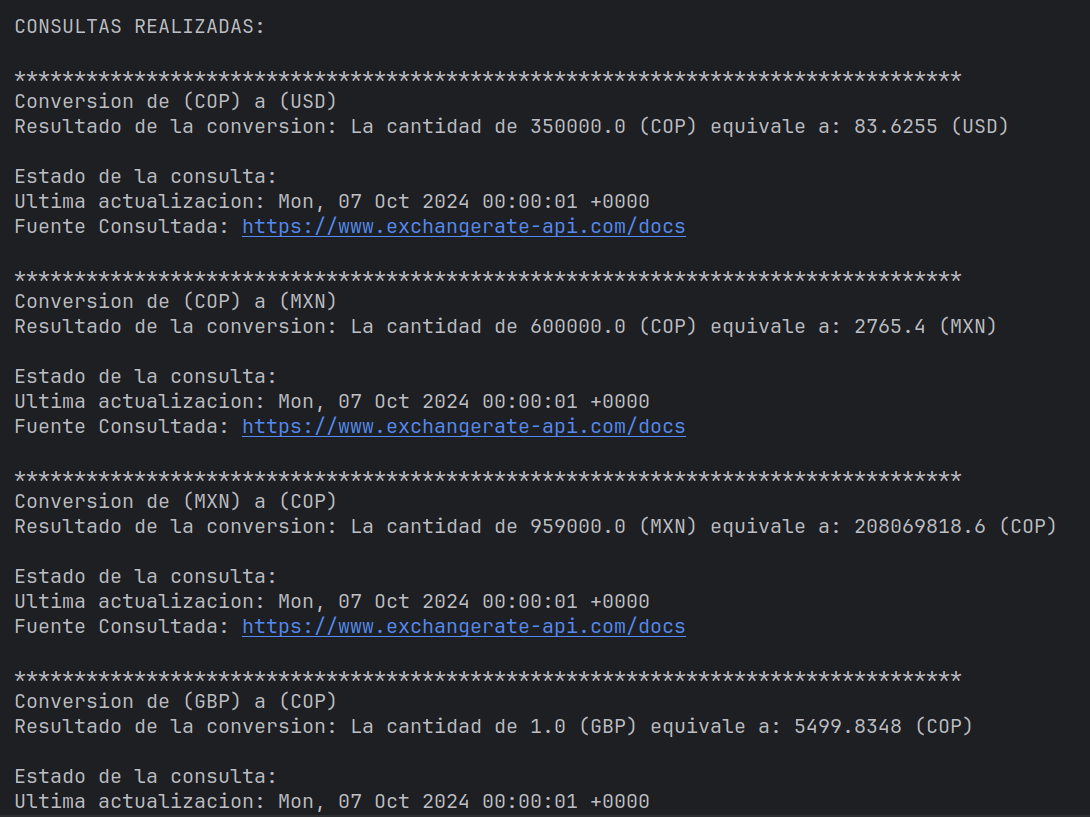 CONSULTAS REALIZADAS:
*******************************************************************************
Conversion de (COP) a (USD)
Resultado de la conversion: La cantidad de 350000.0 (COP) equivale a: 83.6255 (USD)
Estado de la consulta:
Ultima actualizacion: Mon, 07 Oct 2024 00:00:01 +0000
Fuente Consultada: https://www.exchangerate-api.com/docs
*******************************************************************************
Conversion de (COP) a (MXN)
Resultado de la conversion: La cantidad de 600000.0 (COP) equivale a: 2765.4 (MXN)
Estado de la consulta:
Ultima actualizacion: Mon, 07 Oct 2024 00:00:01 +0000
Fuente Consultada: https://www.exchangerate-api.com/docs
*******************************************************************************
Conversion de (MXN) a (COP)
Resultado de la conversion: La cantidad de 959000.0 (MXN) equivale a: 208069818.6 (COP)
Estado de la consulta:
Ultima actualizacion: Mon, 07 Oct 2024 00:00:01 +0000
Fuente Consultada: https://www.exchangerate-api.com/docs
*******************************************************************************
Conversion de (GBP) a (COP)
Resultado de la conversion: La cantidad de 1.0 (GBP) equivale a: 5499.8348 (COP)
Estado de la consulta:
Ultima actualizacion: Mon, 07 Oct 2024 00:00:01 +0000